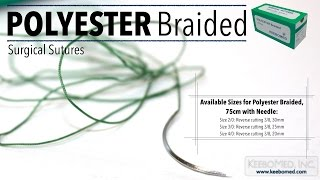 POLYESTER Braided
Surgical Sutures
Available Sizes for Polyester Braided,
75cm with Needle:
Size 2/0: Reverse cutting 3/8, 30mm
Size 3/0: Reverse cutting 3/8, 25mm
Size 4/0: Reverse cutting 3/8, 20mm
KEEBOMED, INC.
www.keebomed.com